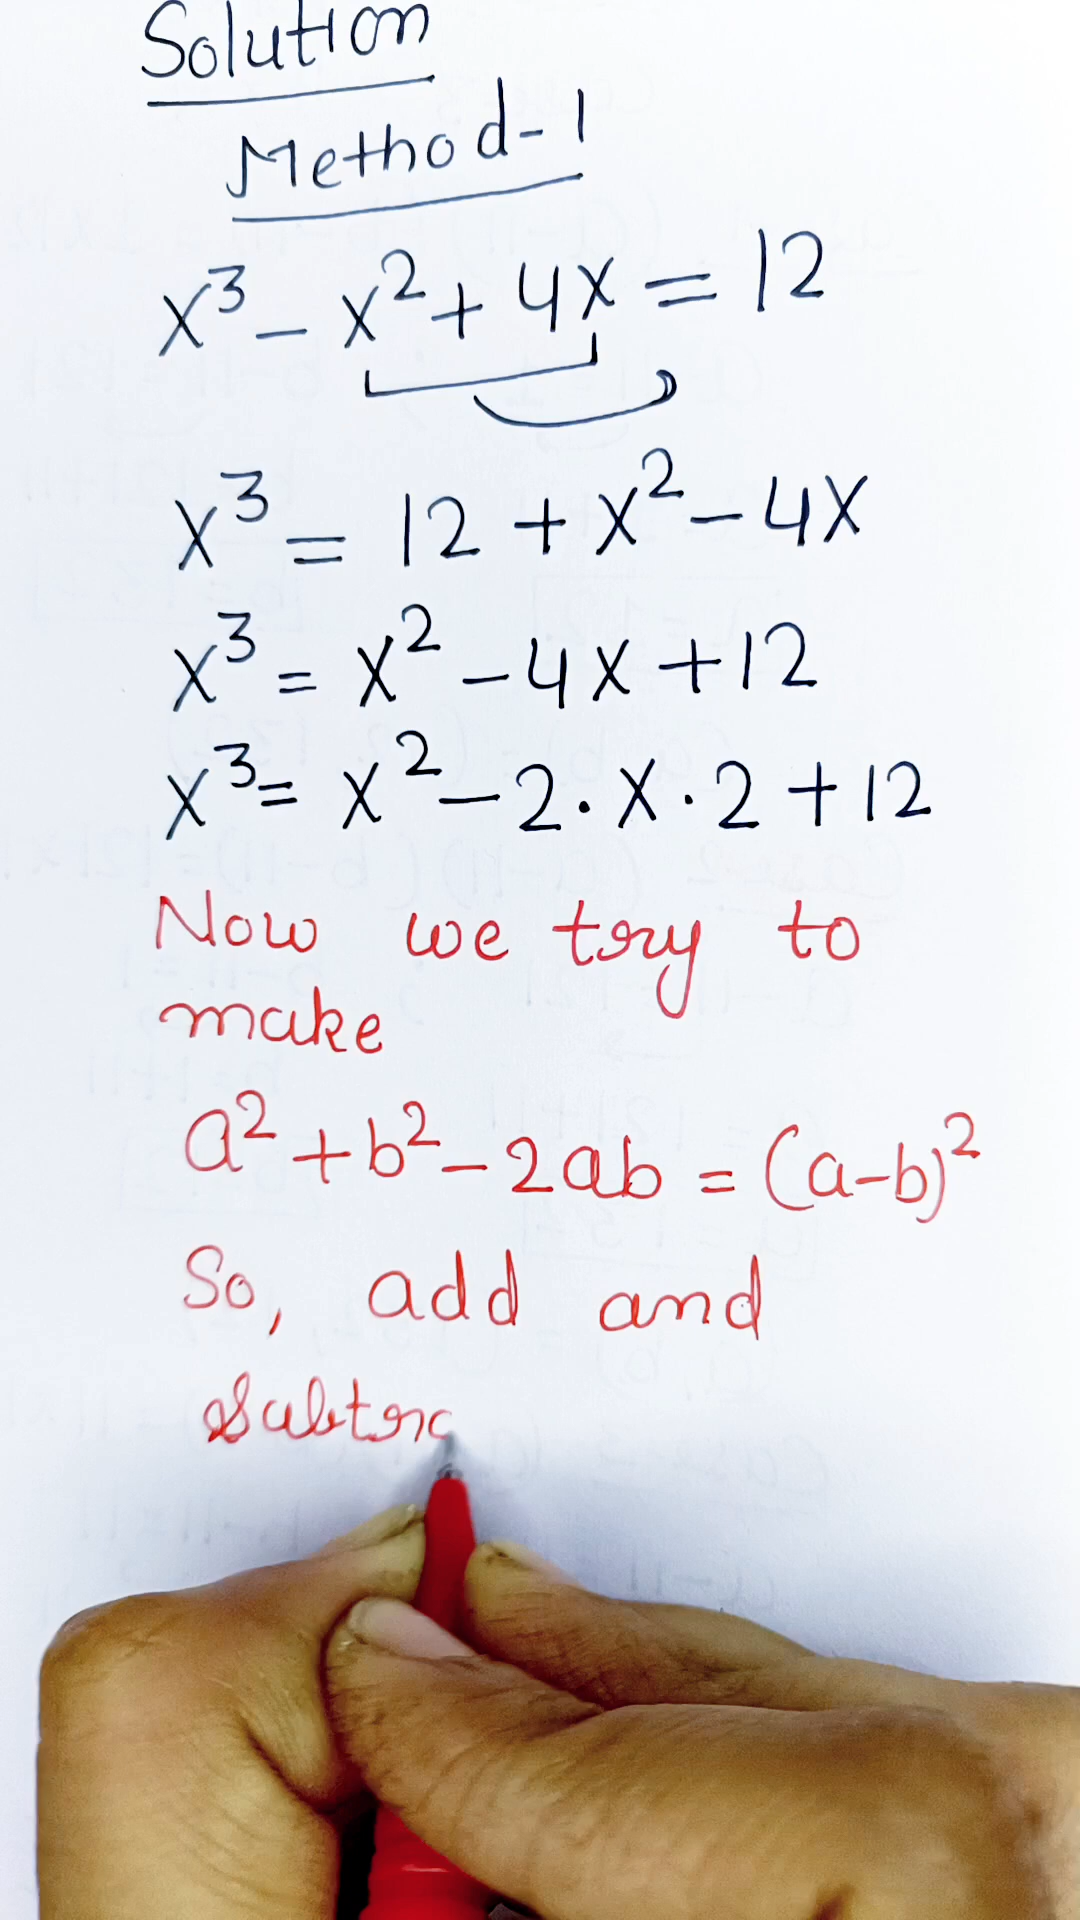 Solution
Method-1
x³ - x² + 4x = 12
x³ = 12 + x² - 4x
x³ = x² - 4x + 12
x³ = x² - 2·x·2 + 12
Now we try to
make
a² + b² - 2ab = (a-b)²
So, add and
Subtra